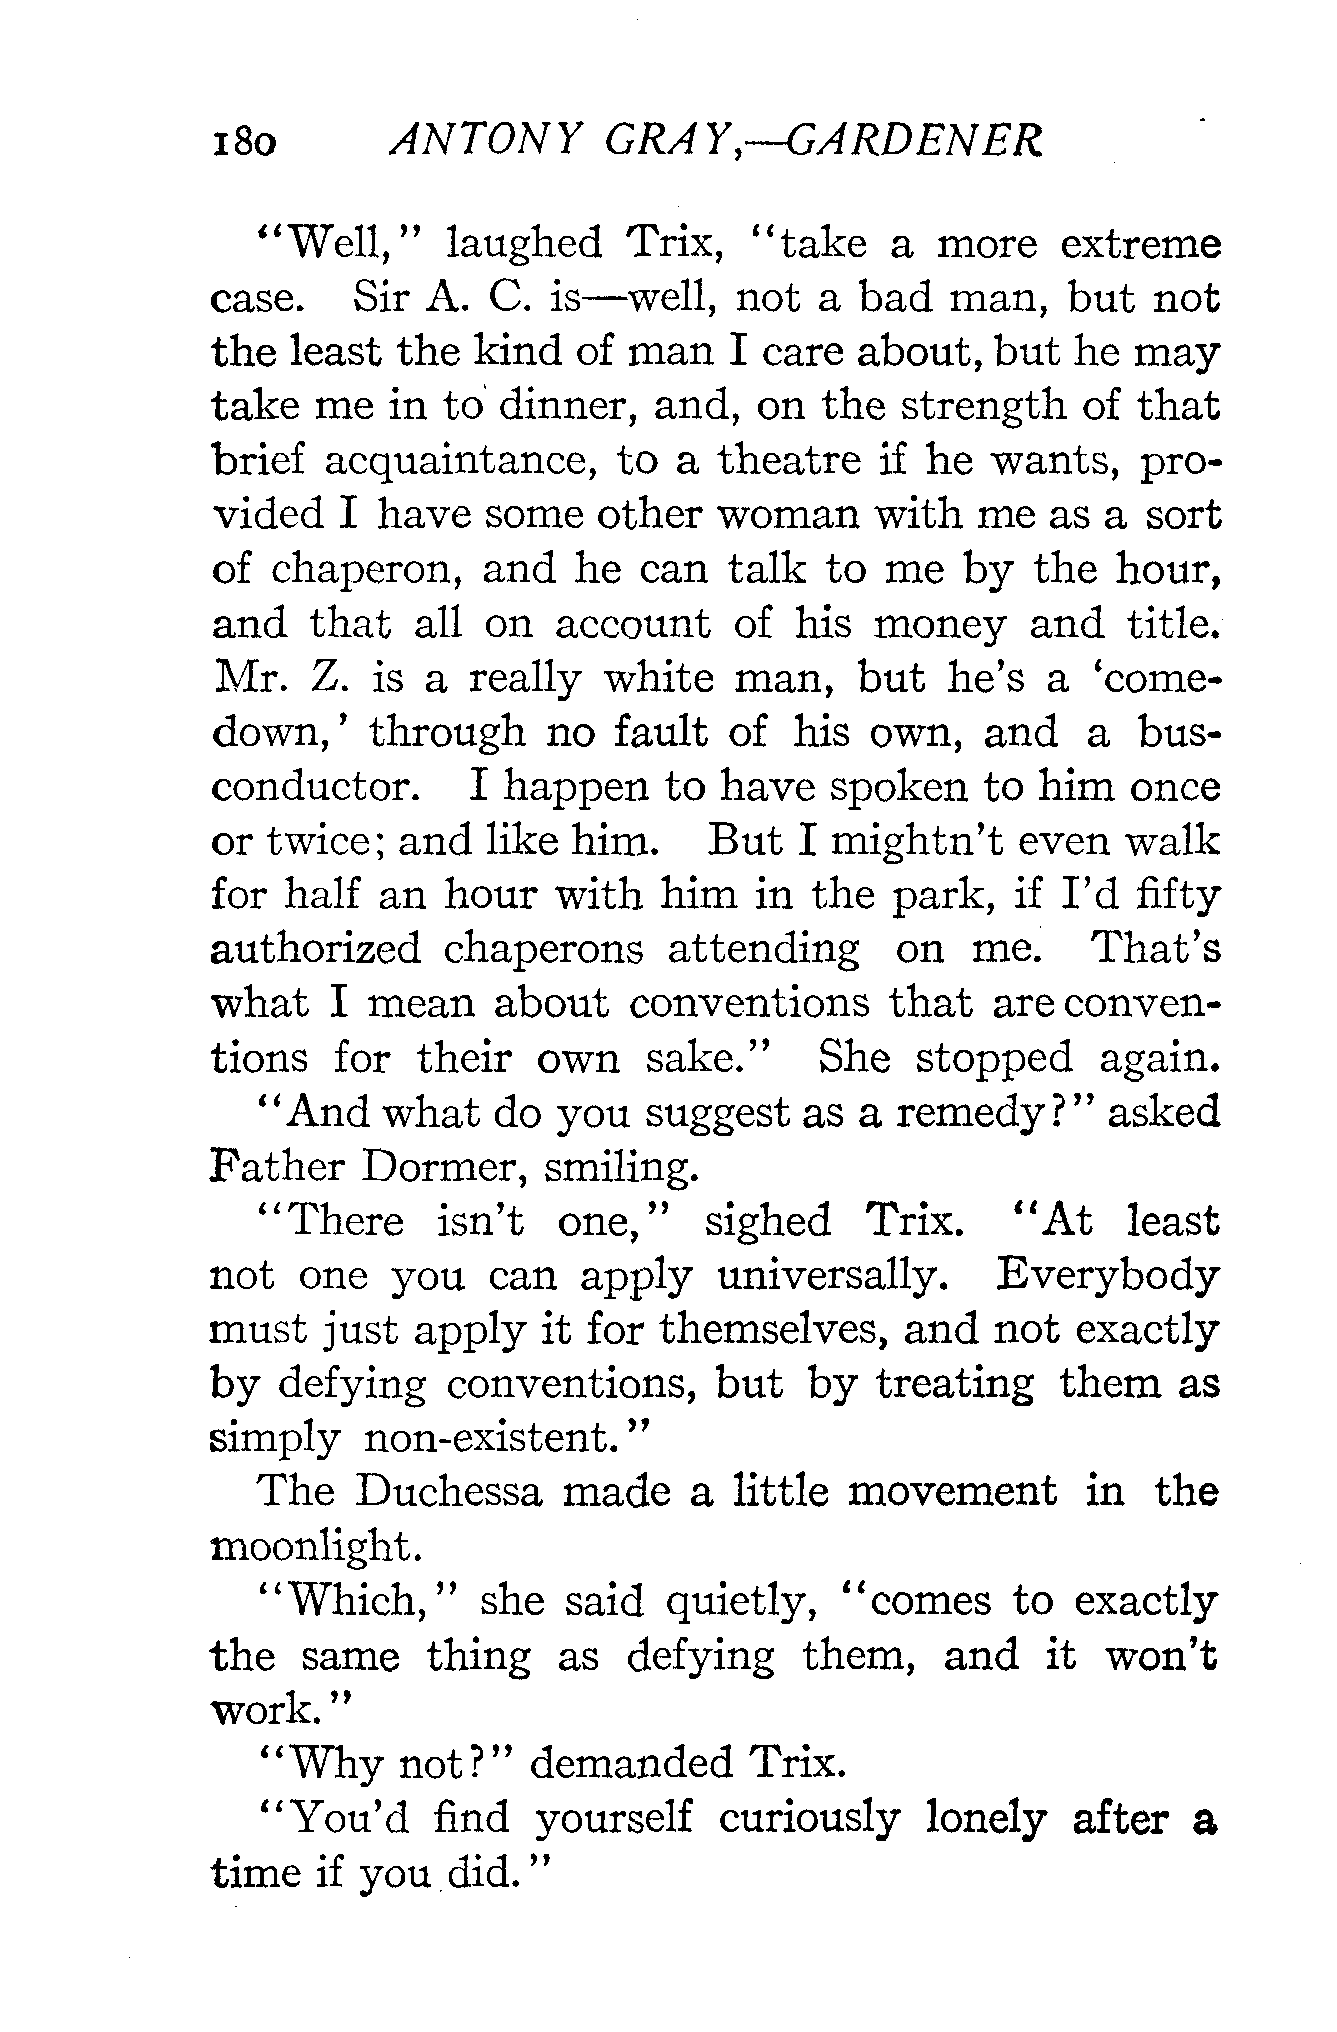 180 ANTONY GRAY,—GARDENER
"Well," laughed Trix, "take a more extreme
case. Sir A. C. is—well, not a bad man, but not
the least the kind of man I care about, but he may
take me in to dinner, and, on the strength of that
brief acquaintance, to a theatre if he wants, pro-
vided I have some other woman with me as a sort
of chaperon, and he can talk to me by the hour,
and that all on account of his money and title.
Mr. Z. is a really white man, but he's a 'come-
down,' through no fault of his own, and a bus-
conductor. I happen to have spoken to him once
or twice; and like him. But I mightn't even walk
for half an hour with him in the park, if I'd fifty
authorized chaperons attending on me. That's
what I mean about conventions that are conven-
tions for their own sake." She stopped again.
"And what do you suggest as a remedy?" asked
Father Dormer, smiling.
"There isn't one," sighed Trix. "At least
not one you can apply universally. Everybody
must just apply it for themselves, and not exactly
by defying conventions, but by treating them as
simply non-existent."
The Duchessa made a little movement in the
moonlight.
"Which," she said quietly, "comes to exactly
the same thing as defying them, and it won't
work."
"Why not?" demanded Trix.
"You'd find yourself curiously lonely after a
time if you did."